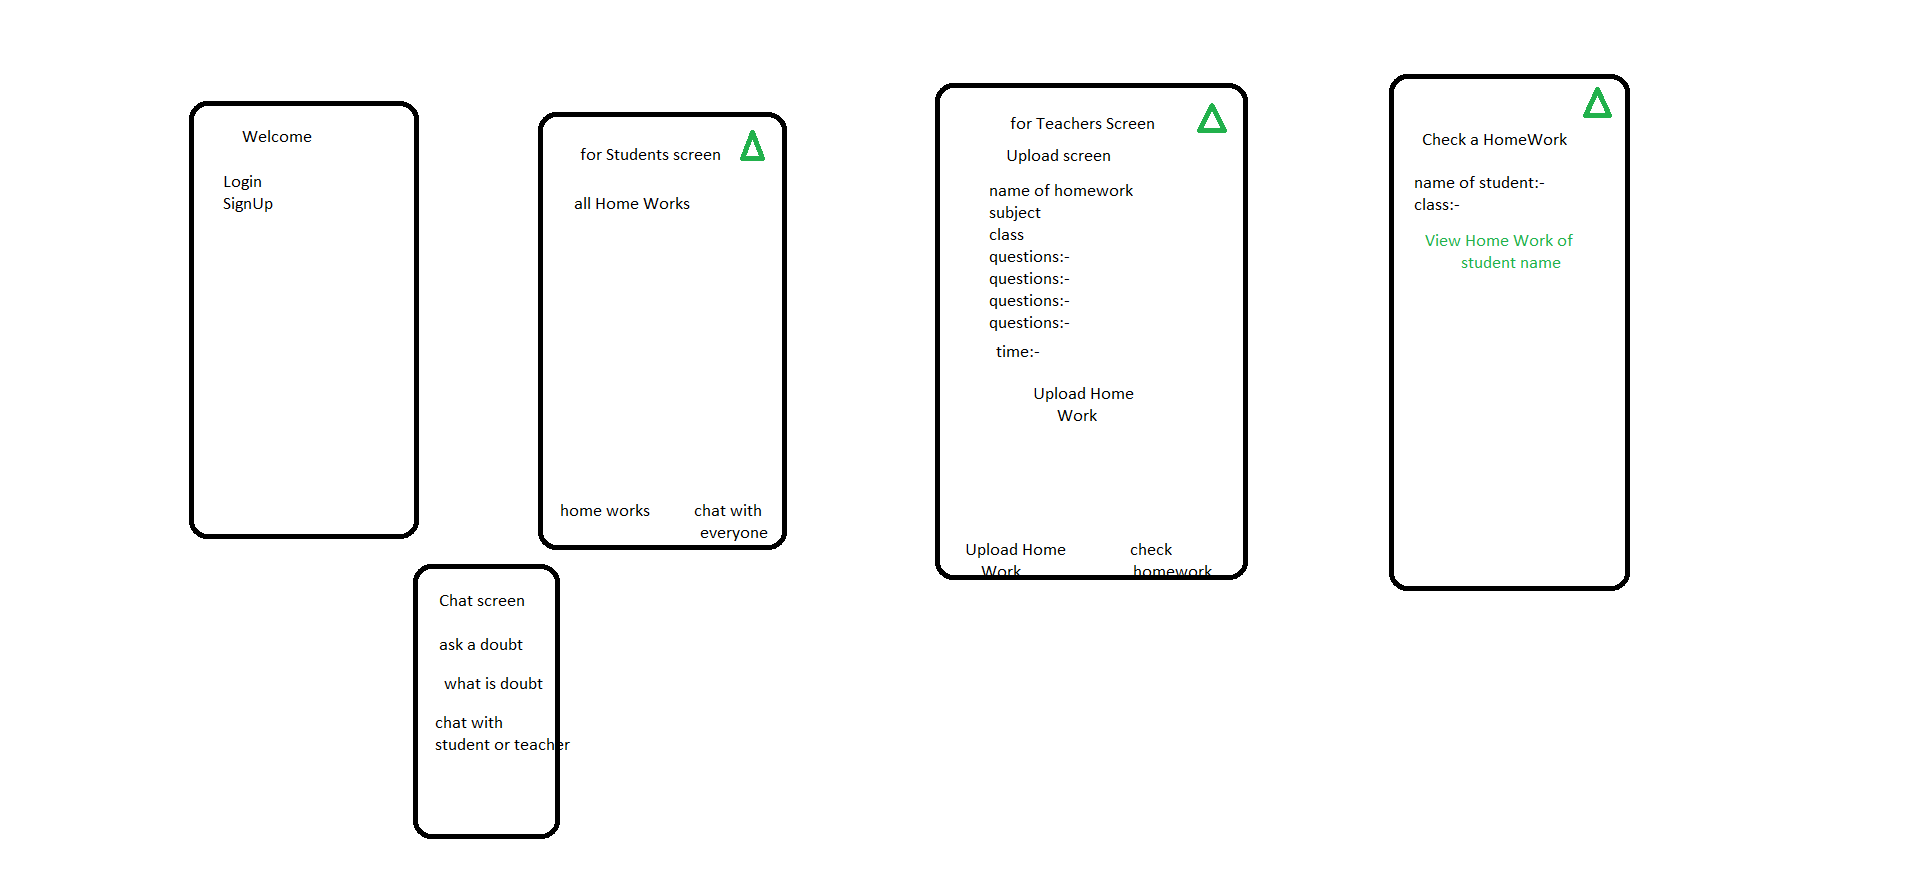 Welcome
Login
SignUp
for Students screen
all Home Works
home works
chat with
everyone
Chat screen
ask a doubt
what is doubt
chat with
student or teacher
for Teachers Screen
Upload screen
name of homework
subject
class
questions:-
questions:-
questions:-
questions:-
time:-
Upload Home
Work
Upload Home
Work
check
homework
Check a HomeWork
name of student:-
class:-
View Home Work of
student name